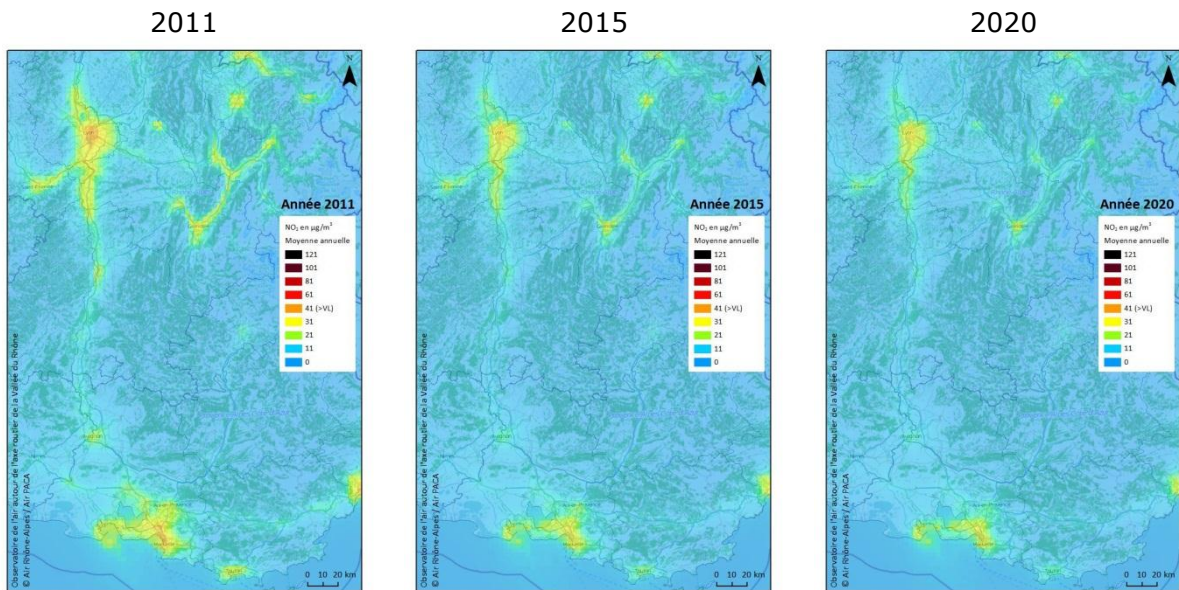 2011
2015
2020
N
Année 2011
NO₂ en µg/m³
Moyenne annuelle
121
101
81
61
41 (>VL)
31
21
11
0
Observatoire de l'air autour de l'axe routier de la Vallée du Rhône
© Air Rhône-Alpes / Air PACA
0 10 20 km
N
Année 2015
NO₂ en µg/m³
Moyenne annuelle
121
101
81
61
41 (>VL)
31
21
11
0
Observatoire de l'air autour de l'axe routier de la Vallée du Rhône
© Air Rhône-Alpes / Air PACA
0 10 20 km
N
Année 2020
NO₂ en µg/m³
Moyenne annuelle
121
101
81
61
41 (>VL)
31
21
11
0
Observatoire de l'air autour de l'axe routier de la Vallée du Rhône
© Air Rhône-Alpes / Air PACA
0 10 20 km